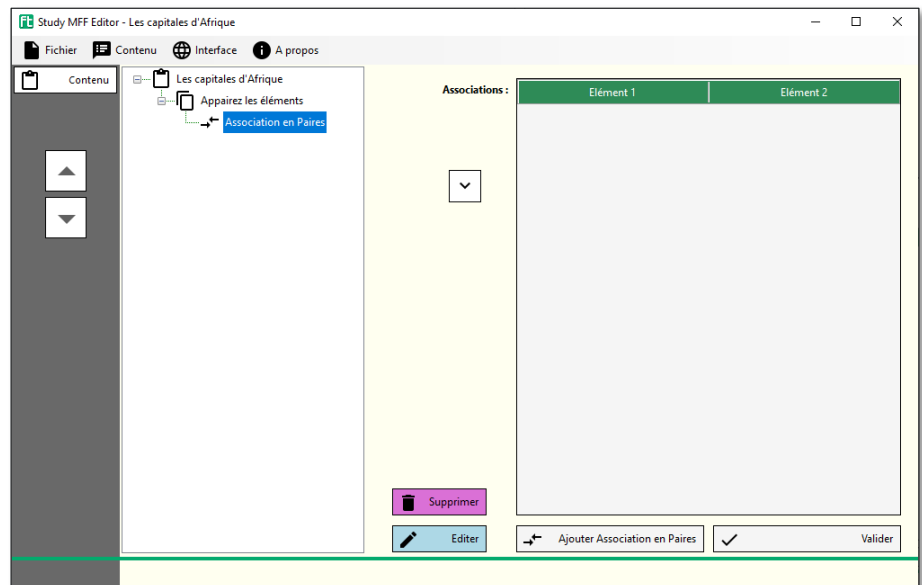 ft Study MFF Editor - Les capitales d'Afrique
Fichier Contenu Interface A propos
Contenu
Les capitales d'Afrique
Appairez les éléments
Association en Paires
Associations :
Elément 1 Elément 2
Supprimer
Editer
Ajouter Association en Paires
Valider